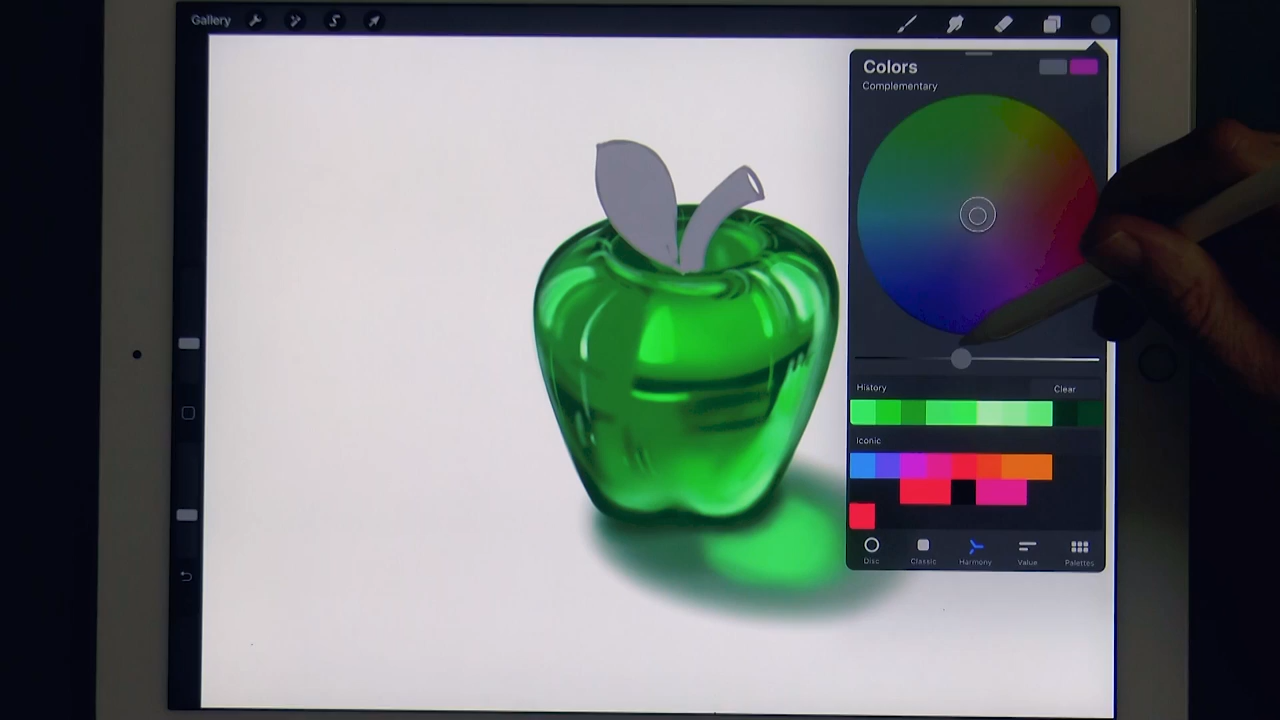 Gallery
Colors
Complementary
History
Clear
Iconic
Disc
Classic
Harmony
Value
Palettes